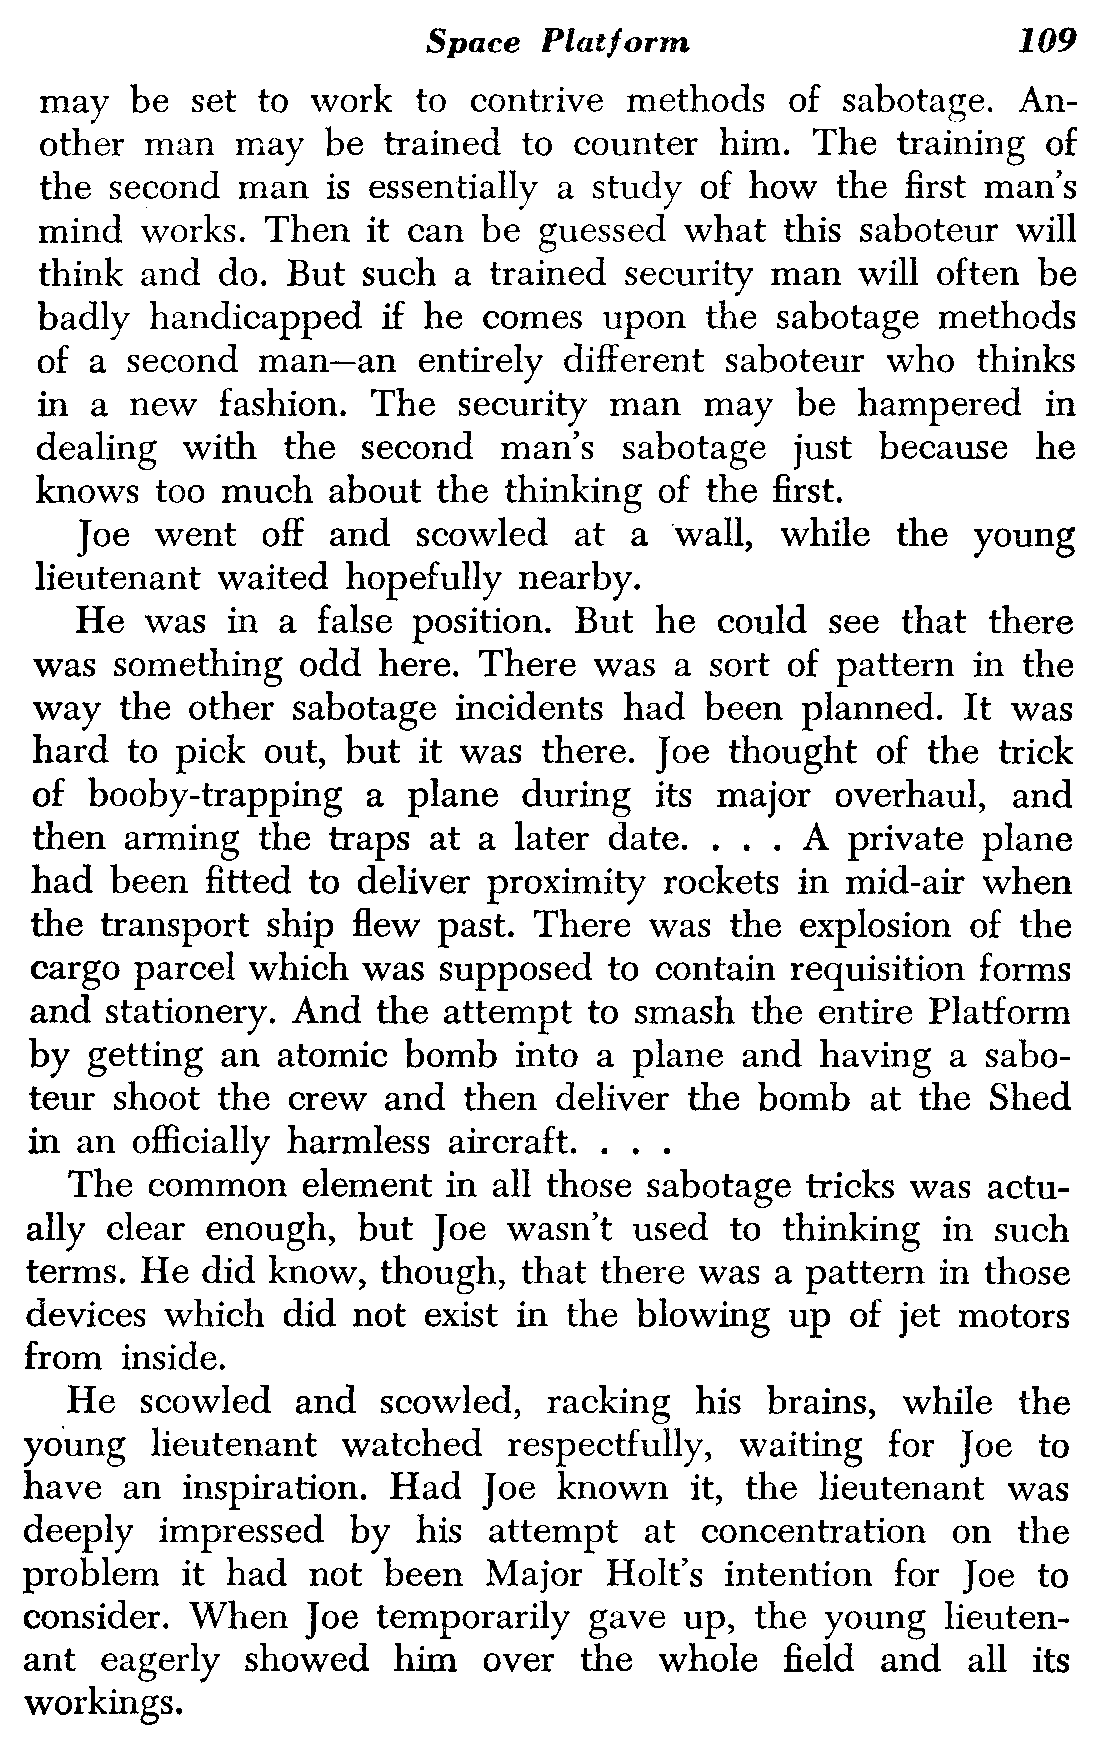 Space Platform 109
may be set to work to contrive methods of sabotage. An-
other man may be trained to counter him. The training of
the second man is essentially a study of how the first man's
mind works. Then it can be guessed what this saboteur will
think and do. But such a trained security man will often be
badly handicapped if he comes upon the sabotage methods
of a second man—an entirely different saboteur who thinks
in a new fashion. The security man may be hampered in
dealing with the second man's sabotage just because he
knows too much about the thinking of the first.
Joe went off and scowled at a wall, while the young
lieutenant waited hopefully nearby.
He was in a false position. But he could see that there
was something odd here. There was a sort of pattern in the
way the other sabotage incidents had been planned. It was
hard to pick out, but it was there. Joe thought of the trick
of booby-trapping a plane during its major overhaul, and
then arming the traps at a later date. . . . A private plane
had been fitted to deliver proximity rockets in mid-air when
the transport ship flew past. There was the explosion of the
cargo parcel which was supposed to contain requisition forms
and stationery. And the attempt to smash the entire Platform
by getting an atomic bomb into a plane and having a sabo-
teur shoot the crew and then deliver the bomb at the Shed
in an officially harmless aircraft. . . .
The common element in all those sabotage tricks was actu-
ally clear enough, but Joe wasn't used to thinking in such
terms. He did know, though, that there was a pattern in those
devices which did not exist in the blowing up of jet motors
from inside.
He scowled and scowled, racking his brains, while the
young lieutenant watched respectfully, waiting for Joe to
have an inspiration. Had Joe known it, the lieutenant was
deeply impressed by his attempt at concentration on the
problem it had not been Major Holt's intention for Joe to
consider. When Joe temporarily gave up, the young lieuten-
ant eagerly showed him over the whole field and all its
workings.